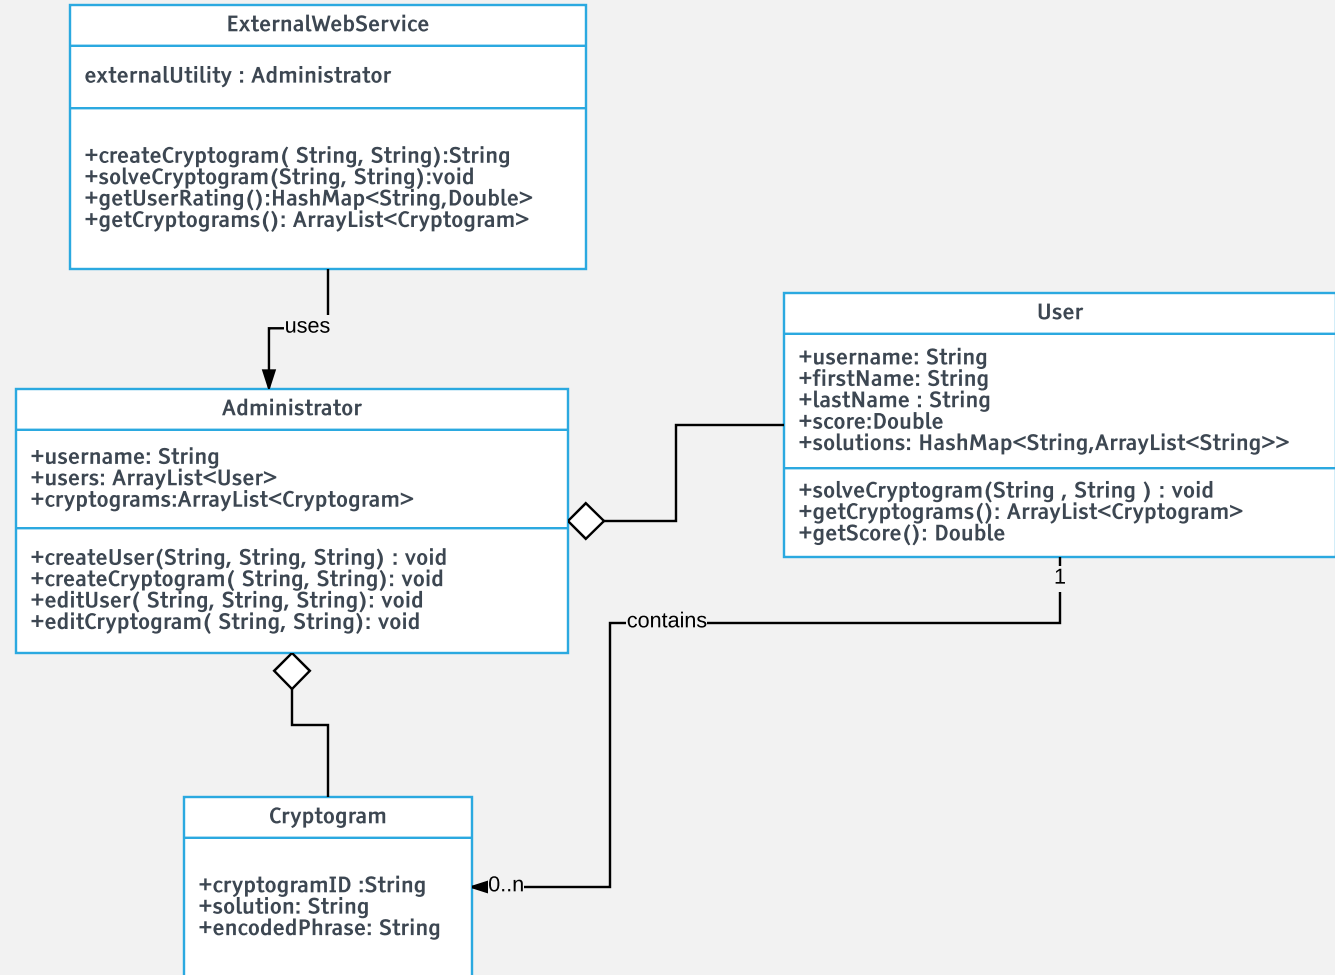 ExternalWebService
externalUtility : Administrator
+createCryptogram( String, String):String
+solveCryptogram(String, String):void
+getUserRating():HashMap<String,Double>
+getCryptograms(): ArrayList<Cryptogram>
uses
Administrator
+username: String
+users: ArrayList<User>
+cryptograms:ArrayList<Cryptogram>
+createUser(String, String, String) : void
+createCryptogram( String, String): void
+editUser( String, String, String): void
+editCryptogram( String, String): void
User
+username: String
+firstName: String
+lastName : String
+score:Double
+solutions: HashMap<String,ArrayList<String>>
+solveCryptogram(String , String ) : void
+getCryptograms(): ArrayList<Cryptogram>
+getScore(): Double
1
contains
0..n
Cryptogram
+cryptogramID :String
+solution: String
+encodedPhrase: String